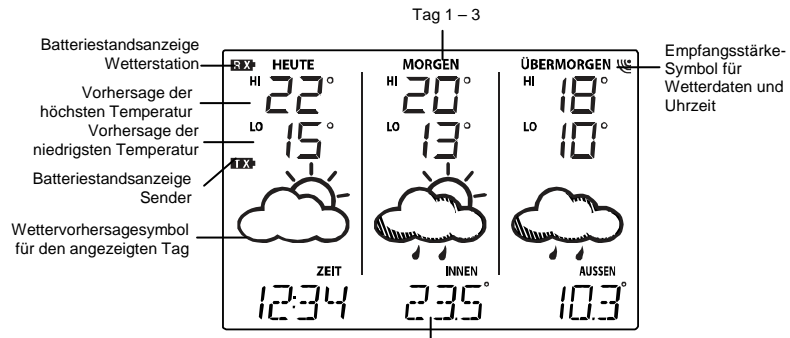 Tag 1 – 3
Batteriestandsanzeige
Wetterstation
Vorhersage der
höchsten Temperatur
Vorhersage der
niedrigsten Temperatur
Batteriestandsanzeige
Sender
Wettervorhersagesymbol
für den angezeigten Tag
RX HEUTE MORGEN ÜBERMORGEN
HI 22° HI 20° HI 18°
LO 15° LO 13° LO 10°
TX
ZEIT INNEN AUSSEN
12:34 23.5° 10.3°
Empfangsstärke-
Symbol für
Wetterdaten und
Uhrzeit